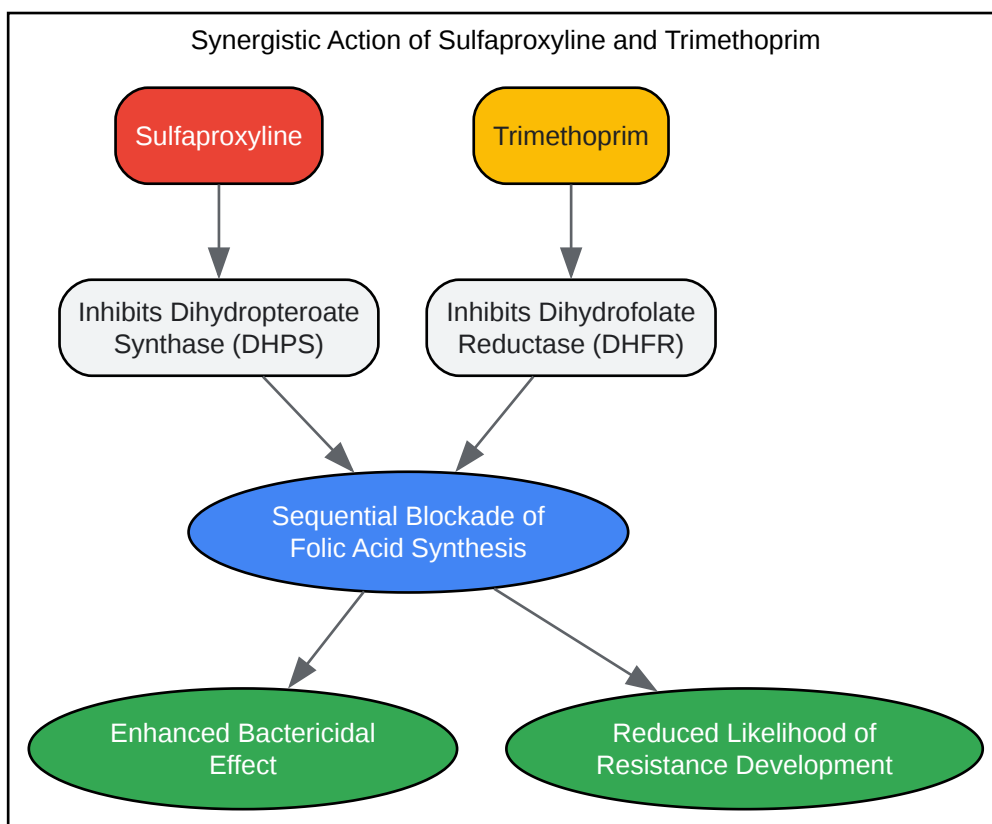 Synergistic Action of Sulfaproxyline and Trimethoprim
Sulfaproxyline
Trimethoprim
Inhibits Dihydropteroate
Synthase (DHPS)
Inhibits Dihydrofolate
Reductase (DHFR)
Sequential Blockade of
Folic Acid Synthesis
Enhanced Bactericidal
Effect
Reduced Likelihood of
Resistance Development